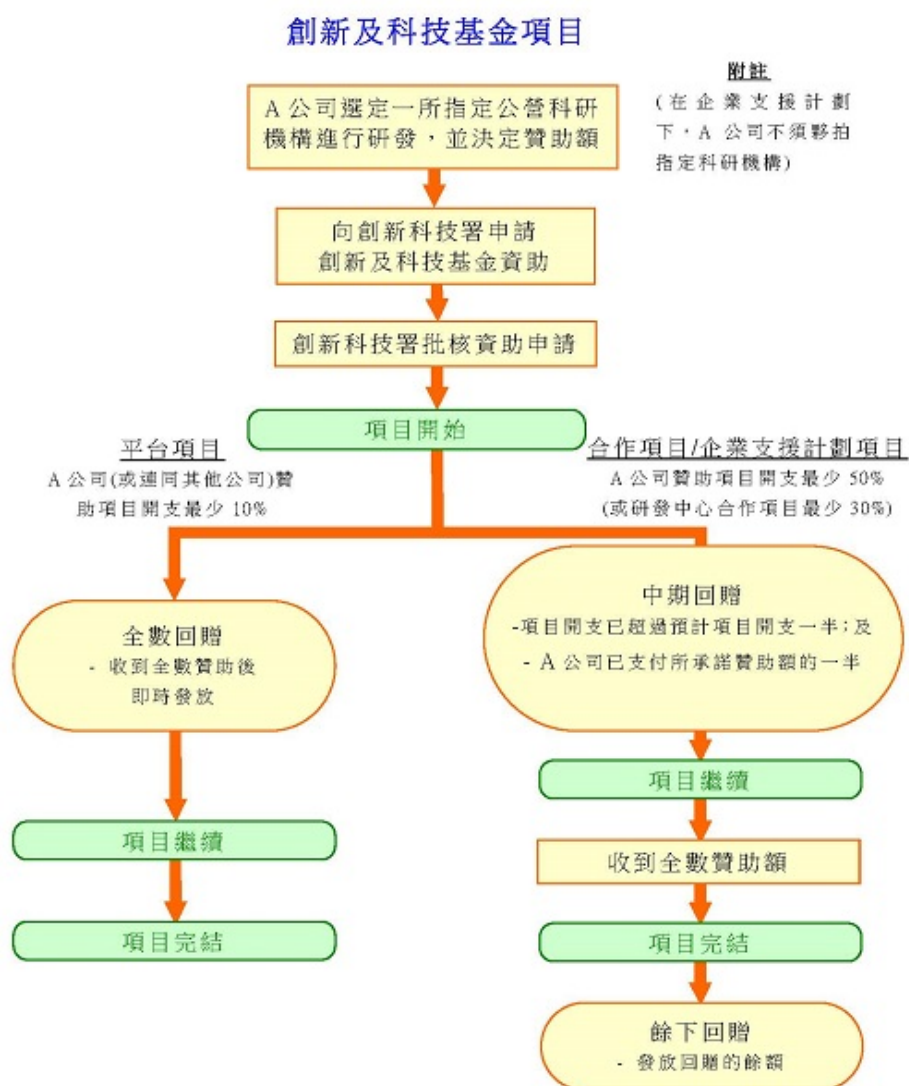 創新及科技基金項目
A公司選定一所指定公營科研
機構進行研發，並決定贊助額
附註
(在企業支援計劃
下，A公司不須夥拍
指定科研機構)
向創新科技署申請
創新及科技基金資助
創新科技署批核資助申請
項目開始
平台項目
A公司(或連同其他公司)贊
助項目開支最少10%
合作項目/企業支援計劃項目
A公司贊助項目開支最少50%
(或研發中心合作項目最少30%)
全數回贈
- 收到全數贊助後
即時發放
項目繼續
項目完結
中期回贈
-項目開支已超過預計項目開支一半;及
- A公司已支付所承諾贊助額的一半
項目繼續
收到全數贊助額
項目完結
餘下回贈
- 發放回贈的餘額